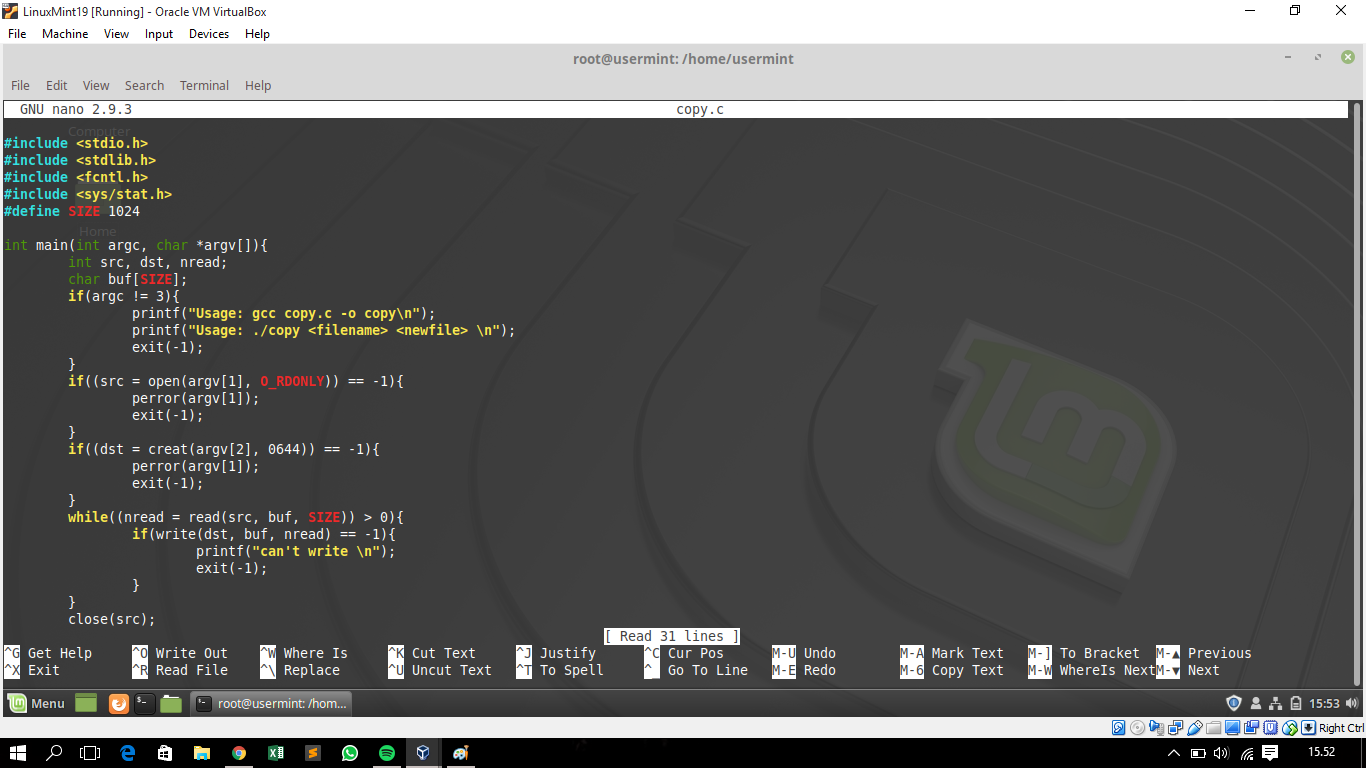 LinuxMint19 [Running] - Oracle VM VirtualBox
File Machine View Input Devices Help
root@usermint: /home/usermint
File Edit View Search Terminal Help
GNU nano 2.9.3 copy.c
Computer
#include <stdio.h>
#include <stdlib.h>
#include <fcntl.h>
#include <sys/stat.h>
#define SIZE 1024
Home
int main(int argc, char *argv[]){
        int src, dst, nread;
        char buf[SIZE];
        if(argc != 3){
                printf("Usage: gcc copy.c -o copy\n");
                printf("Usage: ./copy <filename> <newfile> \n");
                exit(-1);
        }
        if((src = open(argv[1], O_RDONLY)) == -1){
                perror(argv[1]);
                exit(-1);
        }
        if((dst = creat(argv[2], 0644)) == -1){
                perror(argv[1]);
                exit(-1);
        }
        while((nread = read(src, buf, SIZE)) > 0){
                if(write(dst, buf, nread) == -1){
                        printf("can't write \n");
                        exit(-1);
                }
        }
        close(src);
[ Read 31 lines ]
^G Get Help ^O Write Out ^W Where Is ^K Cut Text ^J Justify ^C Cur Pos M-U Undo M-A Mark Text M-] To Bracket M-▲ Previous
^X Exit ^R Read File ^\ Replace ^U Uncut Text ^T To Spell ^_ Go To Line M-E Redo M-6 Copy Text M-W WhereIs Next M-▼ Next
Menu root@usermint: /hom... 15:53
Right Ctrl
15.52